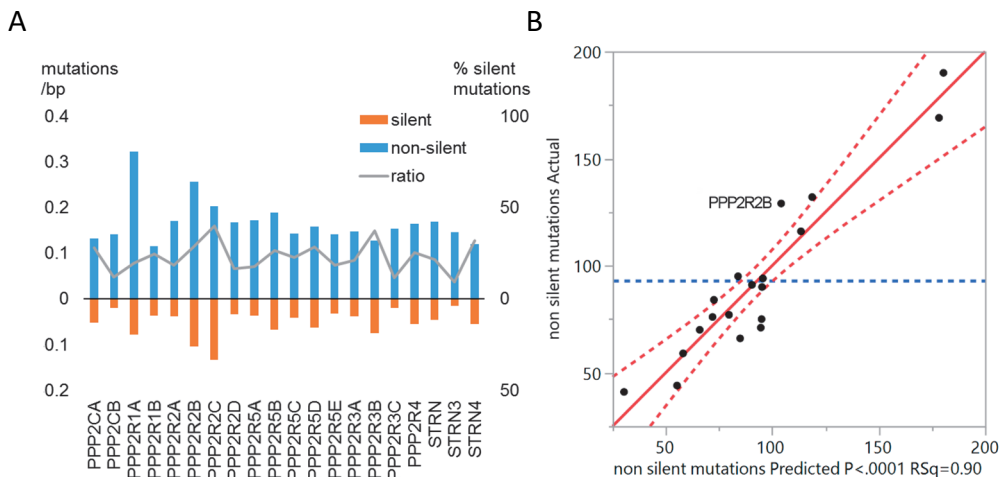 A
B
mutations
/bp
% silent
mutations
0.4
0.3
0.2
0.1
0
0.1
0.2
100
50
0
50
silent
non-silent
ratio
PPP2CA
PPP2CB
PPP2R1A
PPP2R1B
PPP2R2A
PPP2R2B
PPP2R2C
PPP2R2D
PPP2R5A
PPP2R5B
PPP2R5C
PPP2R5D
PPP2R5E
PPP2R3A
PPP2R3B
PPP2R3C
PPP2R4
STRN
STRN3
STRN4
non silent mutations Actual
200
150
100
50
PPP2R2B
50
100
150
200
non silent mutations Predicted P<.0001 RSq=0.90